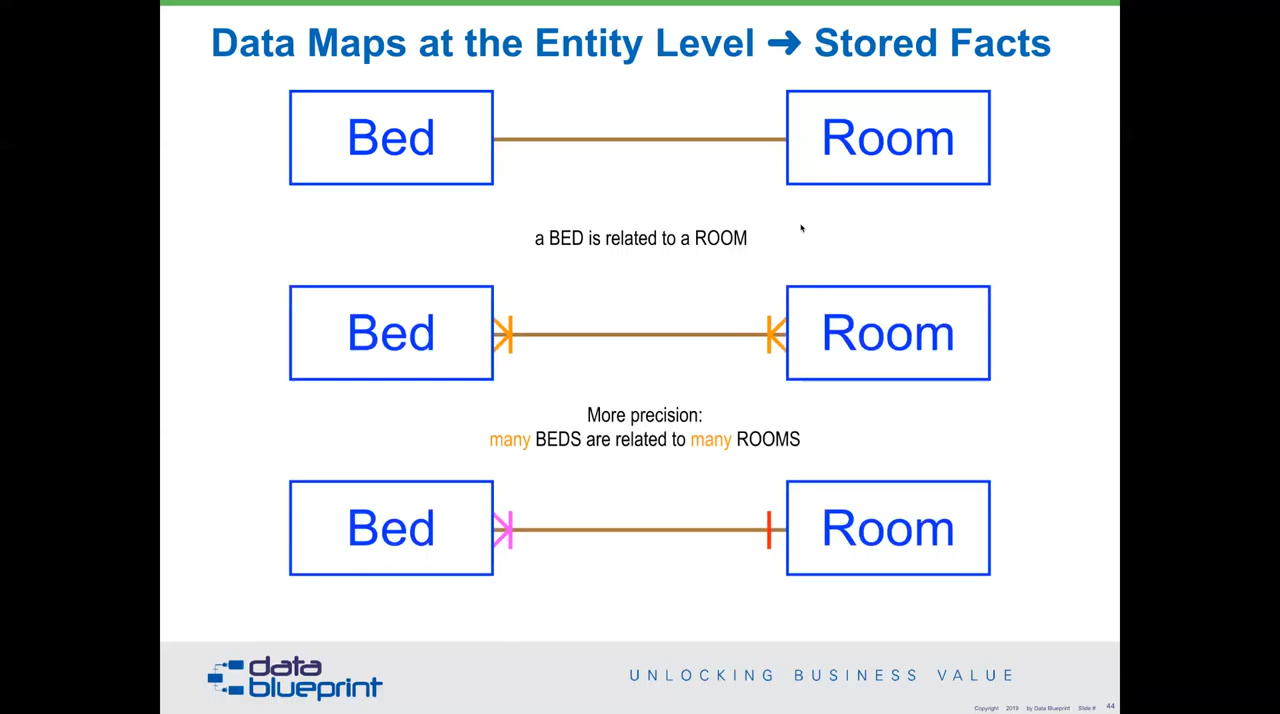 Data Maps at the Entity Level ➜ Stored Facts
Bed
Room
a BED is related to a ROOM
Bed
Room
More precision:
many BEDS are related to many ROOMS
Bed
Room
data
blueprint
UNLOCKING BUSINESS VALUE
Copyright 2019 by Data Blueprint Slide # 44